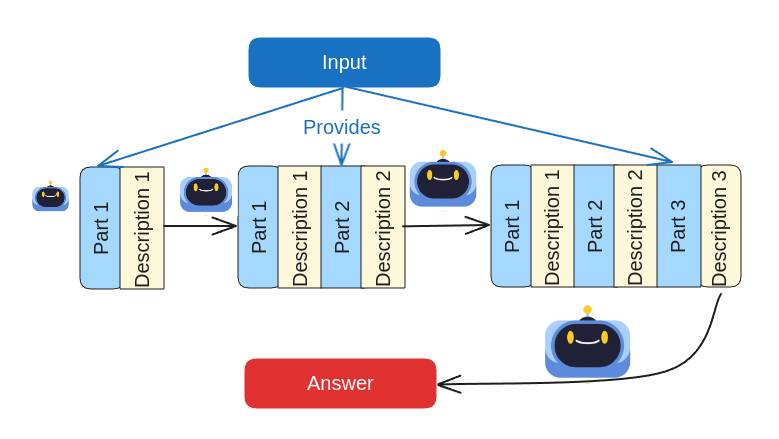 Input
Provides
Part 1
Description 1
Part 1
Description 1
Part 2
Description 2
Part 1
Description 1
Part 2
Description 2
Part 3
Description 3
Answer